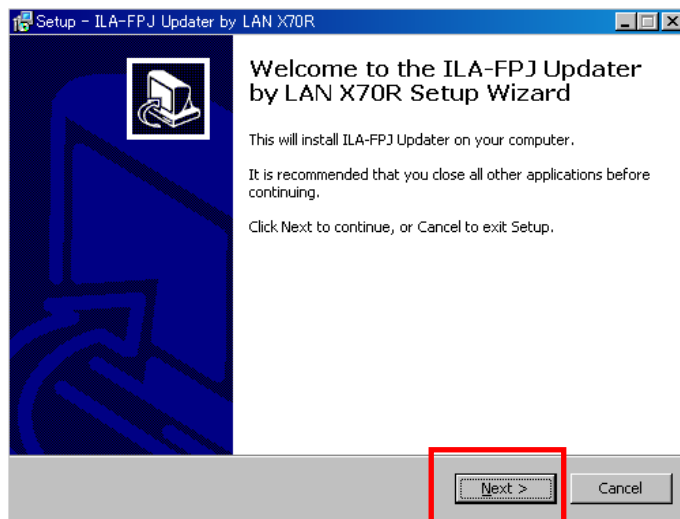 Setup - ILA-FPJ Updater by LAN X70R
Welcome to the ILA-FPJ Updater
by LAN X70R Setup Wizard
This will install ILA-FPJ Updater on your computer.
It is recommended that you close all other applications before
continuing.
Click Next to continue, or Cancel to exit Setup.
Next >
Cancel